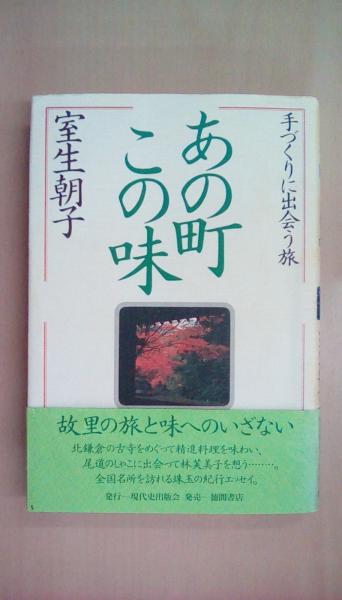 手づくりに出会う旅
あの町
この味
室生朝子
故里の旅と味へのいざない
北鎌倉の古寺をめぐって精進料理を味わい、
尾道のしゃこに出会って林芙美子を想う………。
全国名所を訪れる珠玉の紀行エッセイ。
発行―現代史出版会 発売―徳間書店